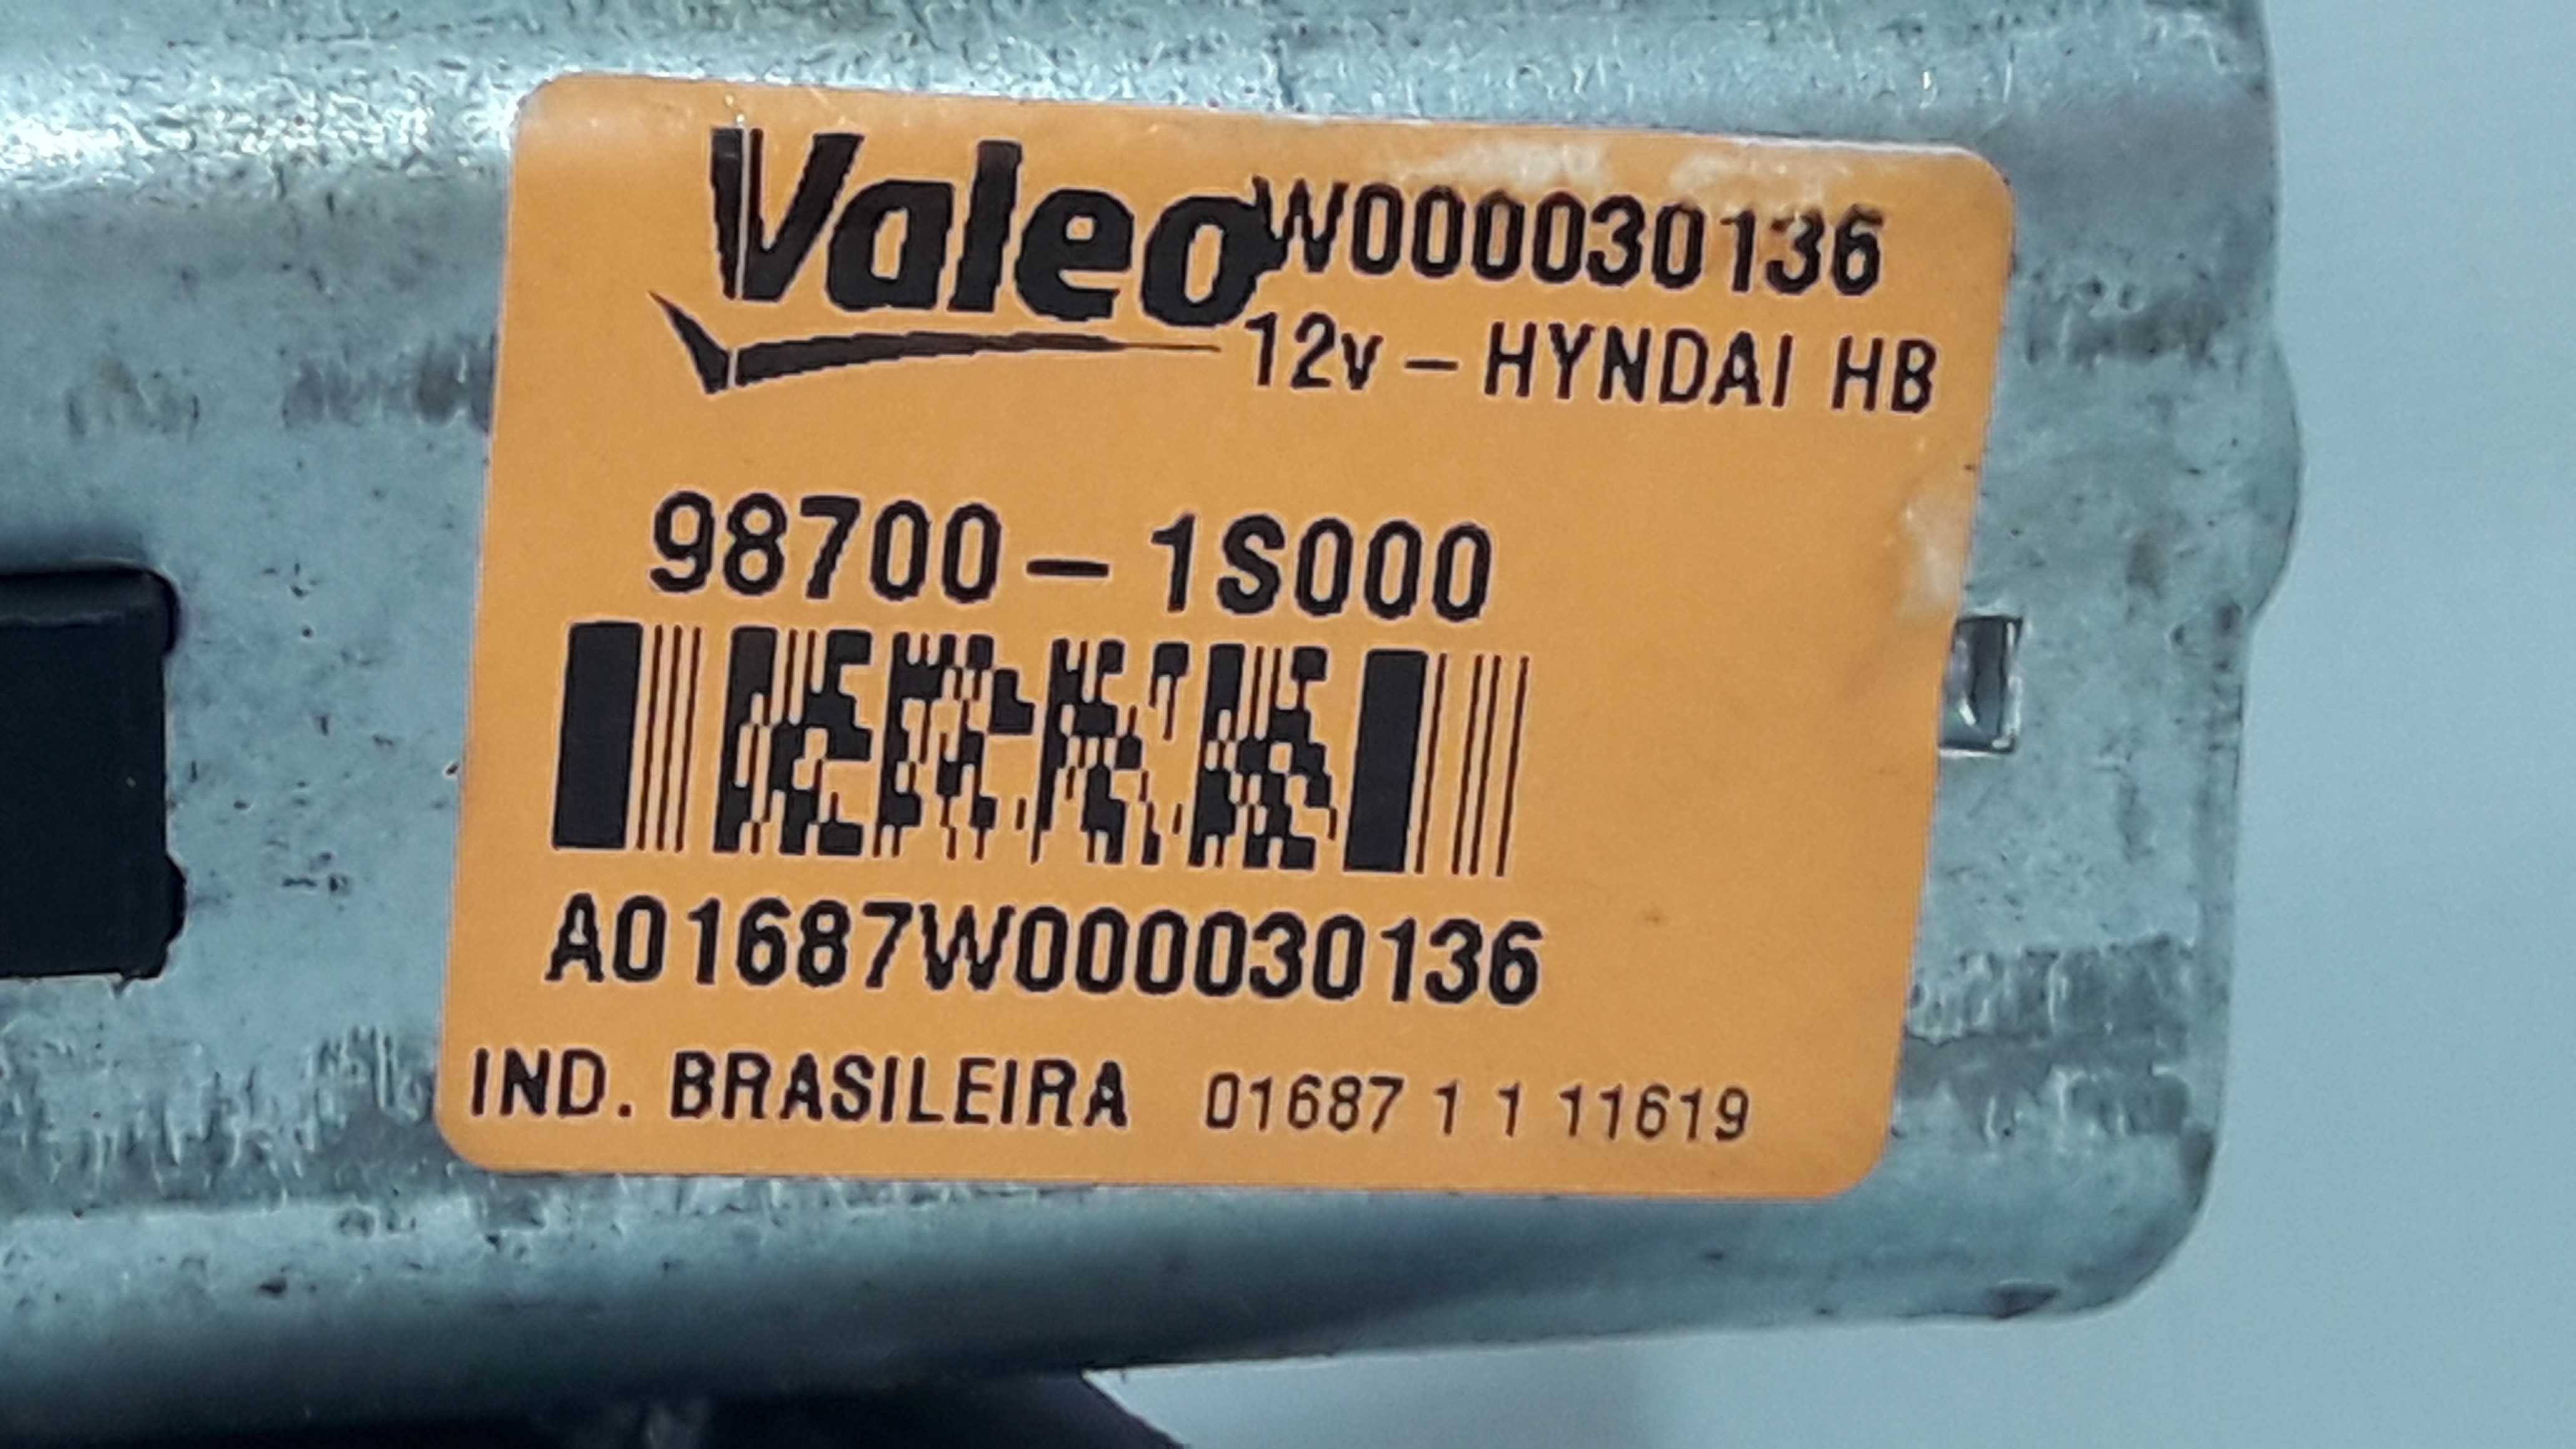 Valeo W000030136
12v - HYNDAI HB
98700-1S000
A01687W000030136
IND. BRASILEIRA 01687 1 1 11619